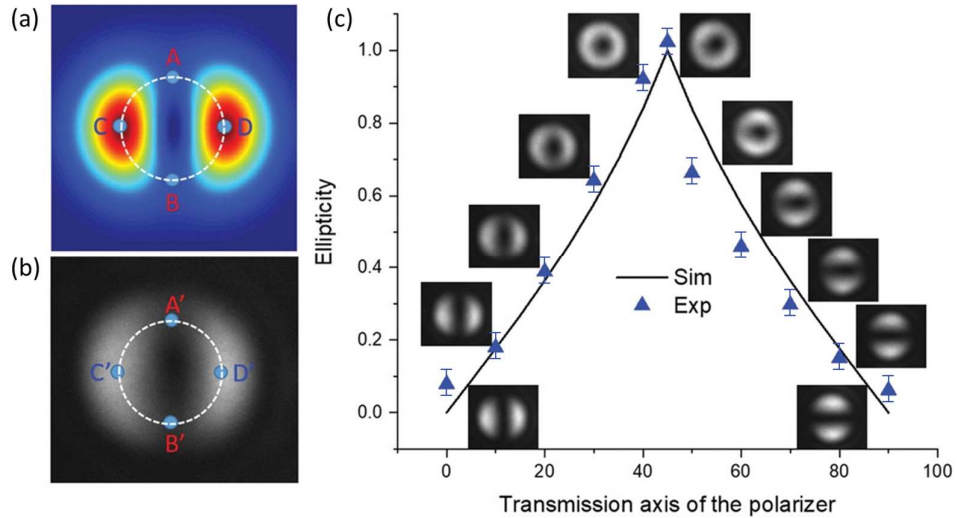 (a)
A
C
D
B
(b)
A'
C'
D'
B'
(c)
Ellipticity
1.0
0.8
0.6
0.4
0.2
0.0
Sim
Exp
0 20 40 60 80 100
Transmission axis of the polarizer